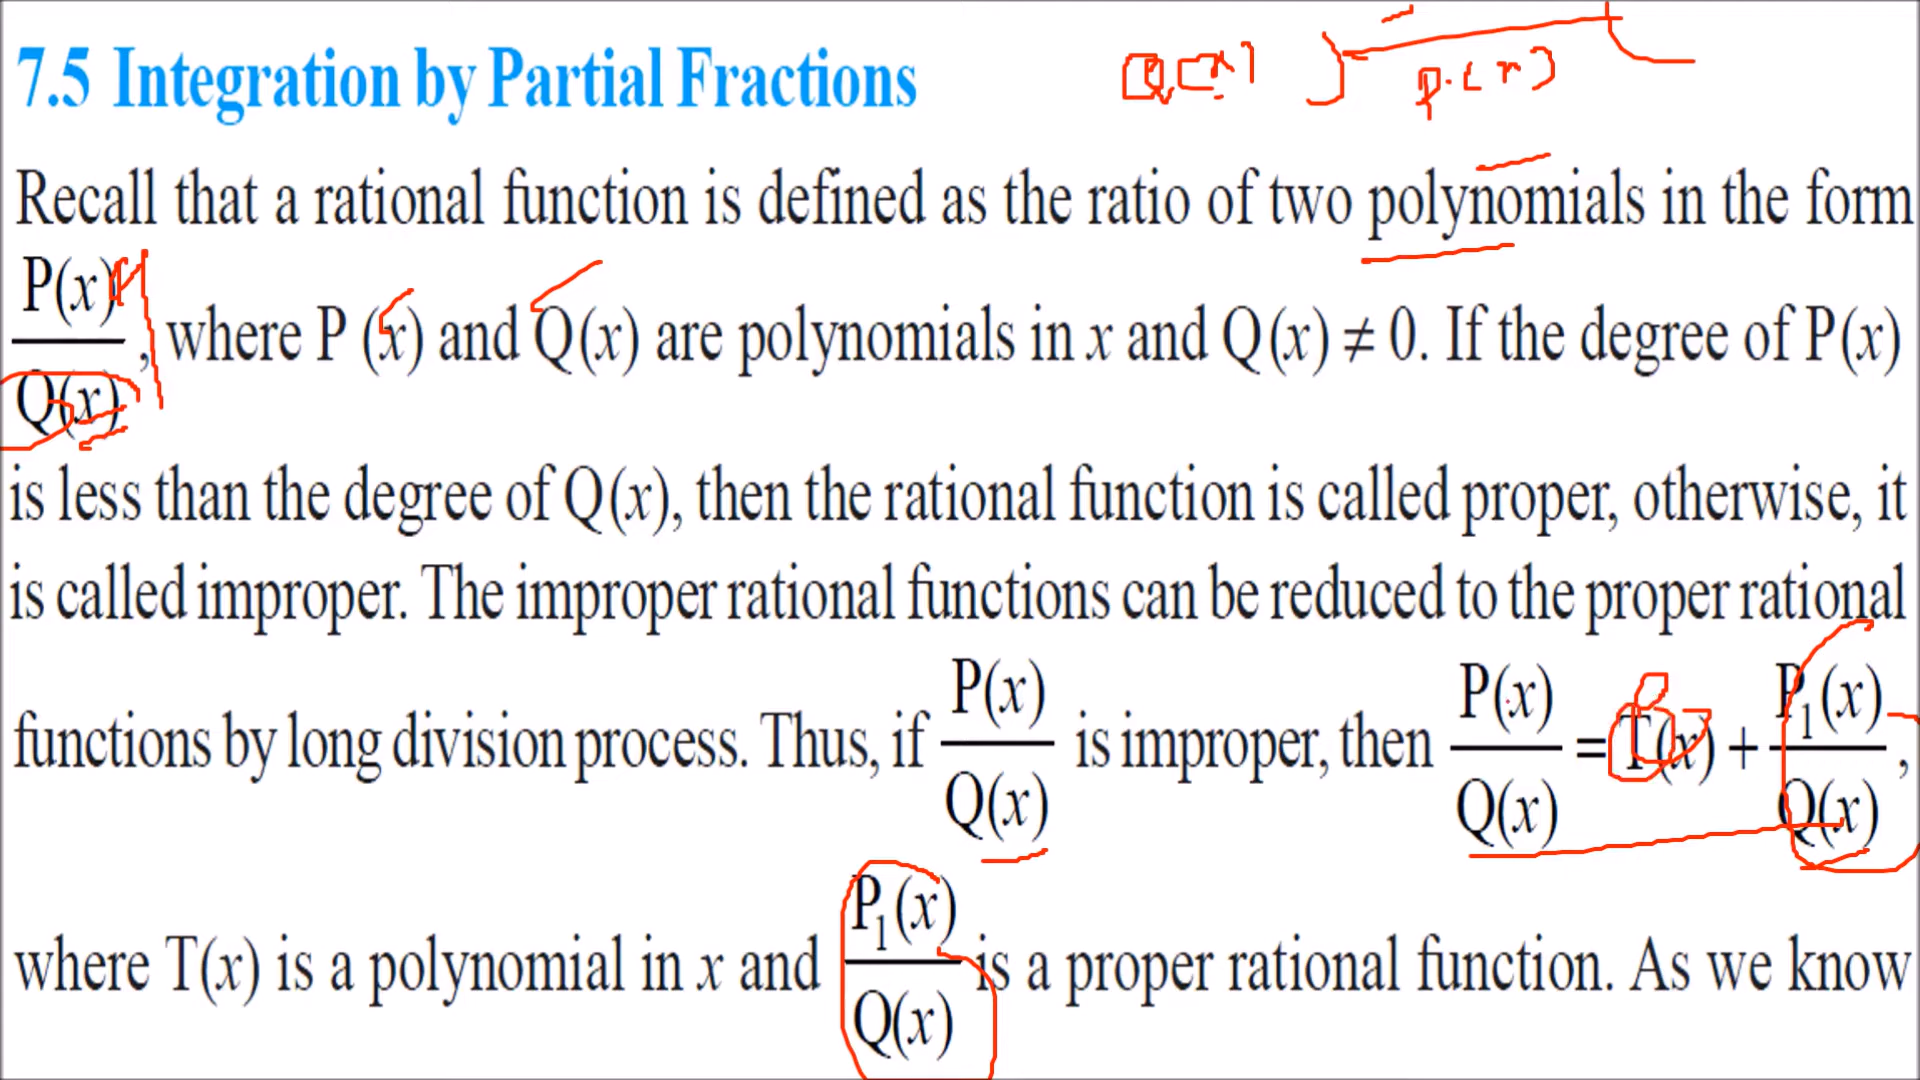 7.5 Integration by Partial Fractions
Q(x) ) P(x)
Recall that a rational function is defined as the ratio of two polynomials in the form
P(x)/Q(x), where P (x) and Q(x) are polynomials in x and Q(x) ≠ 0. If the degree of P(x)
is less than the degree of Q(x), then the rational function is called proper, otherwise, it
is called improper. The improper rational functions can be reduced to the proper rational
functions by long division process. Thus, if P(x)/Q(x) is improper, then P(x)/Q(x) = T(x) + P₁(x)/Q(x),
where T(x) is a polynomial in x and P₁(x)/Q(x) is a proper rational function. As we know